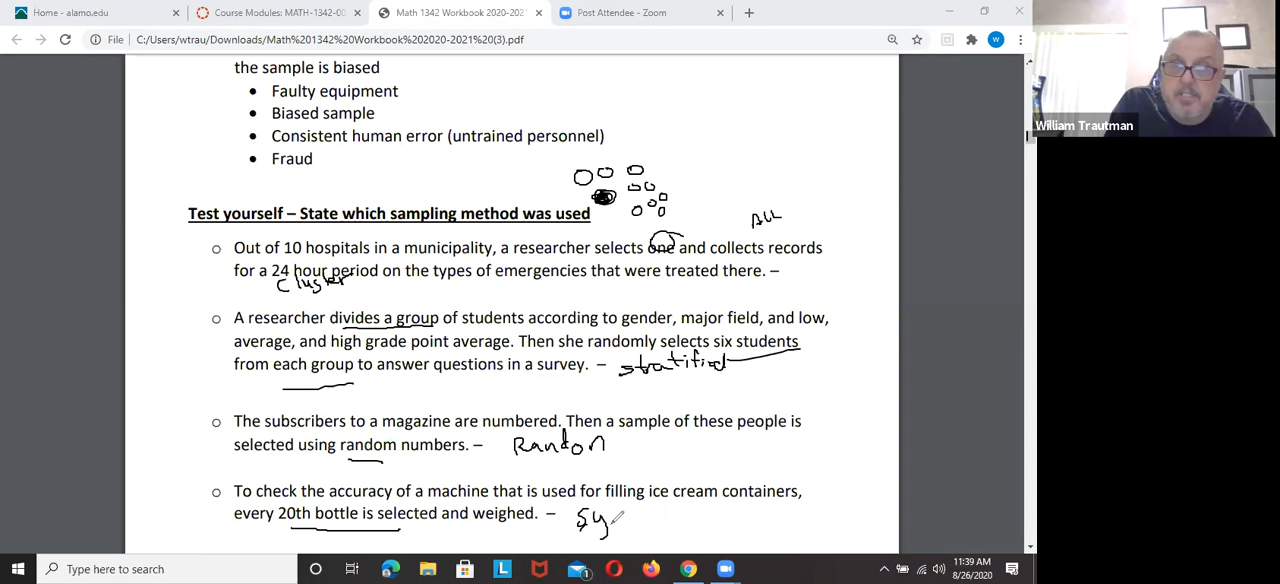 Home - alamo.edu
Course Modules: MATH-1342-00
Math 1342 Workbook 2020-202
Post Attendee - Zoom
File
C:/Users/wtrau/Downloads/Math%201342%20Workbook%202020-2021%20(3).pdf
w
William Trautman
the sample is biased
• Faulty equipment
• Biased sample
• Consistent human error (untrained personnel)
• Fraud
Test yourself – State which sampling method was used
All
o Out of 10 hospitals in a municipality, a researcher selects one and collects records
for a 24 hour period on the types of emergencies that were treated there. –
Cluster
o A researcher divides a group of students according to gender, major field, and low,
average, and high grade point average. Then she randomly selects six students
from each group to answer questions in a survey. – stratified
o The subscribers to a magazine are numbered. Then a sample of these people is
selected using random numbers. – Random
o To check the accuracy of a machine that is used for filling ice cream containers,
every 20th bottle is selected and weighed. – Sy
Type here to search
L
1
11:39 AM
8/26/2020